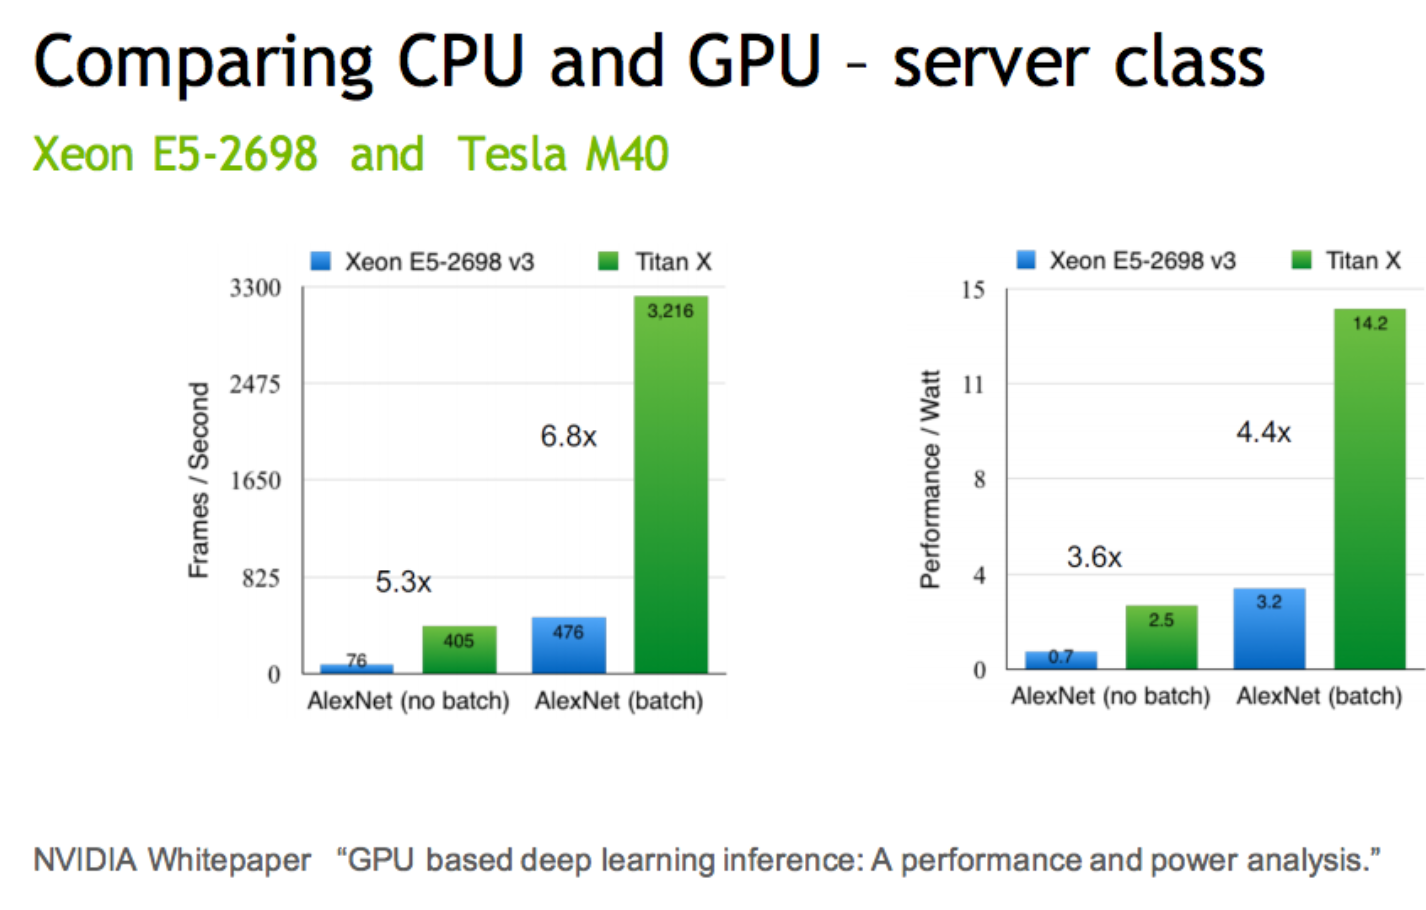 Comparing CPU and GPU – server class
Xeon E5-2698 and Tesla M40
Xeon E5-2698 v3
Titan X
Frames / Second
3300
2475
1650
825
0
76
405
476
3,216
5.3x
6.8x
AlexNet (no batch)
AlexNet (batch)
Xeon E5-2698 v3
Titan X
Performance / Watt
15
11
8
4
0
0.7
2.5
3.2
14.2
3.6x
4.4x
AlexNet (no batch)
AlexNet (batch)
NVIDIA Whitepaper “GPU based deep learning inference: A performance and power analysis.”